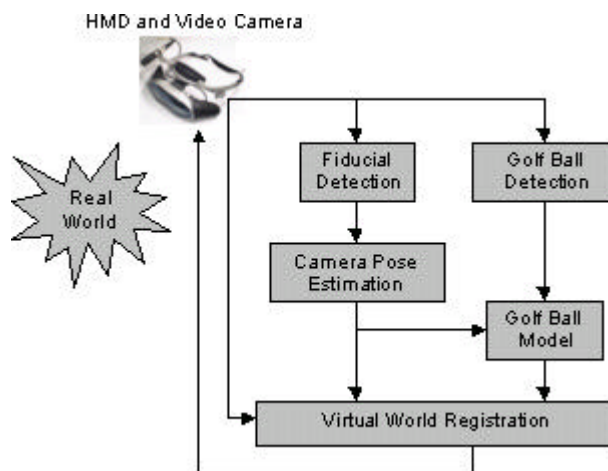 HMD and Video Camera
Real
World
Fiducial
Detection
Golf Ball
Detection
Camera Pose
Estimation
Golf Ball
Model
Virtual World Registration